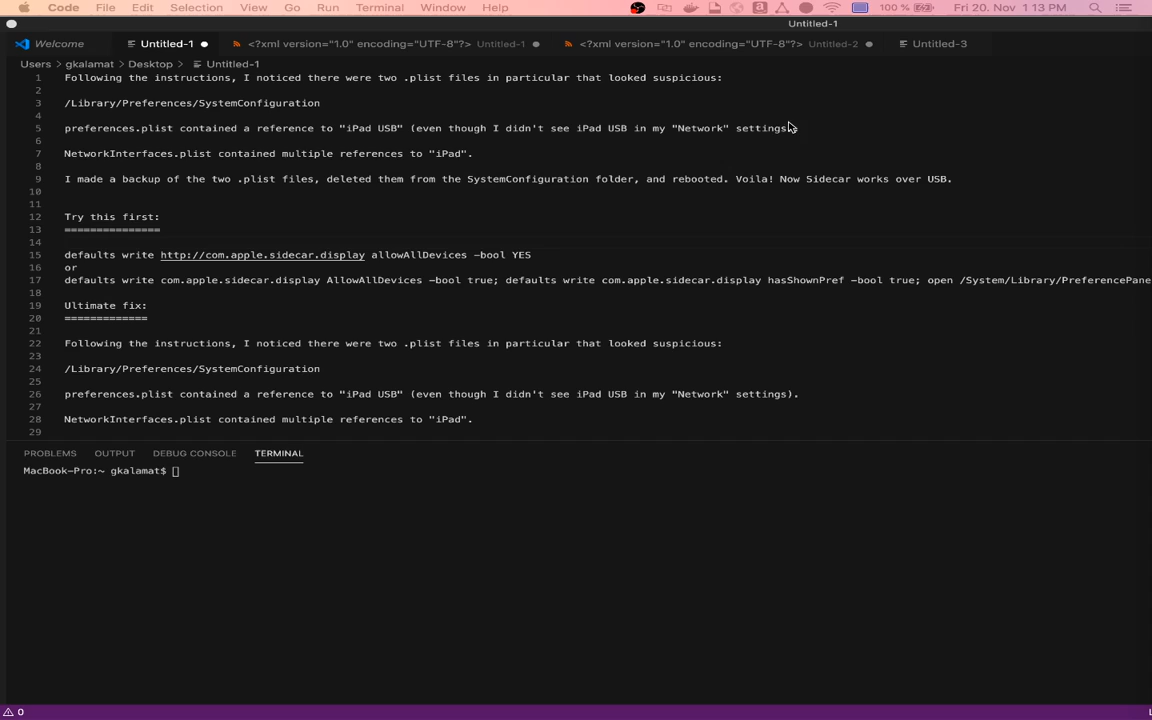 Code File Edit Selection View Go Run Terminal Window Help 100 % Fri 20. Nov 1 13 PM
Untitled-1
Welcome Untitled-1 <?xml version="1.0" encoding="UTF-8"?> Untitled-1 <?xml version="1.0" encoding="UTF-8"?> Untitled-2 Untitled-3
Users > gkalamat > Desktop > Untitled-1
1 Following the instructions, I noticed there were two .plist files in particular that looked suspicious:
2
3 /Library/Preferences/SystemConfiguration
4
5 preferences.plist contained a reference to "iPad USB" (even though I didn't see iPad USB in my "Network" settings).
6
7 NetworkInterfaces.plist contained multiple references to "iPad".
8
9 I made a backup of the two .plist files, deleted them from the SystemConfiguration folder, and rebooted. Voila! Now Sidecar works over USB.
10
11
12 Try this first:
13 ===============
14
15 defaults write http://com.apple.sidecar.display allowAllDevices -bool YES
16 or
17 defaults write com.apple.sidecar.display AllowAllDevices -bool true; defaults write com.apple.sidecar.display hasShownPref -bool true; open /System/Library/PreferencePane
18
19 Ultimate fix:
20 =============
21
22 Following the instructions, I noticed there were two .plist files in particular that looked suspicious:
23
24 /Library/Preferences/SystemConfiguration
25
26 preferences.plist contained a reference to "iPad USB" (even though I didn't see iPad USB in my "Network" settings).
27
28 NetworkInterfaces.plist contained multiple references to "iPad".
29
PROBLEMS OUTPUT DEBUG CONSOLE TERMINAL
MacBook-Pro:~ gkalamat$
0